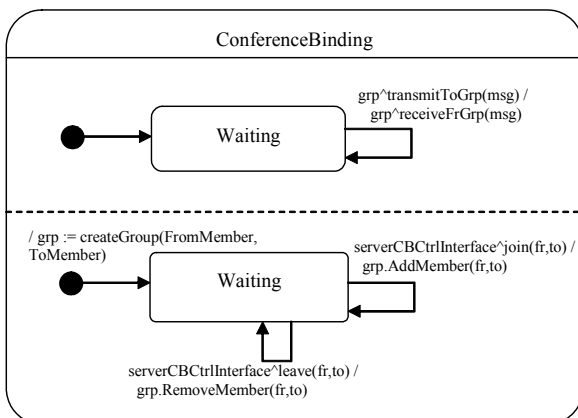 ConferenceBinding
grp^transmitToGrp(msg) /
grp^receiveFrGrp(msg)
Waiting
/ grp := createGroup(FromMember,
ToMember)
serverCBCtrlInterface^join(fr,to) /
grp.AddMember(fr,to)
Waiting
serverCBCtrlInterface^leave(fr,to) /
grp.RemoveMember(fr,to)